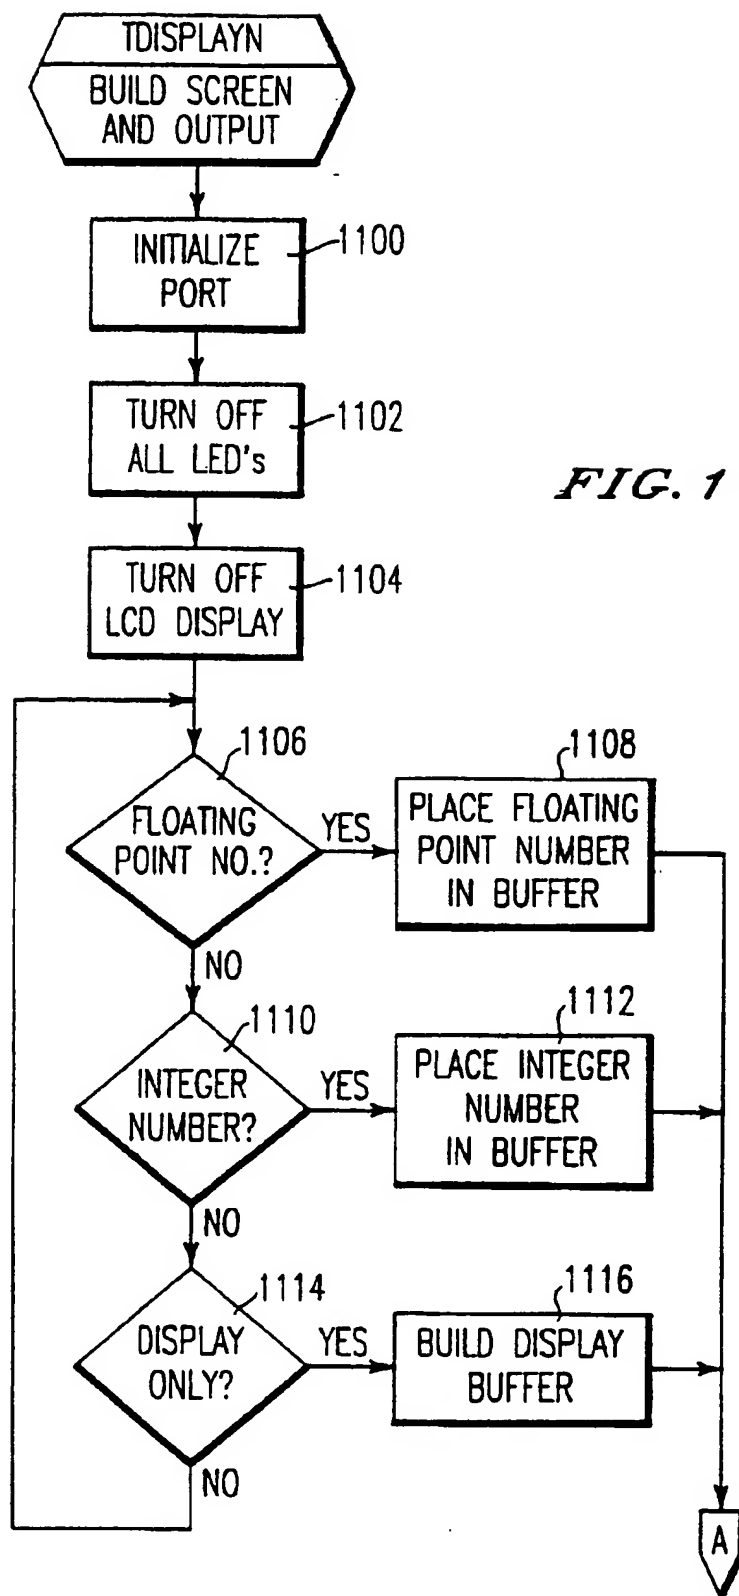 TDISPLAYN
BUILD SCREEN
AND OUTPUT
INITIALIZE
PORT
1100
TURN OFF
ALL LED's
1102
FIG. 1
TURN OFF
LCD DISPLAY
1104
1106
FLOATING
POINT NO.?
YES
1108
PLACE FLOATING
POINT NUMBER
IN BUFFER
NO
1110
INTEGER
NUMBER?
YES
1112
PLACE INTEGER
NUMBER
IN BUFFER
NO
1114
DISPLAY
ONLY?
YES
1116
BUILD DISPLAY
BUFFER
NO
A